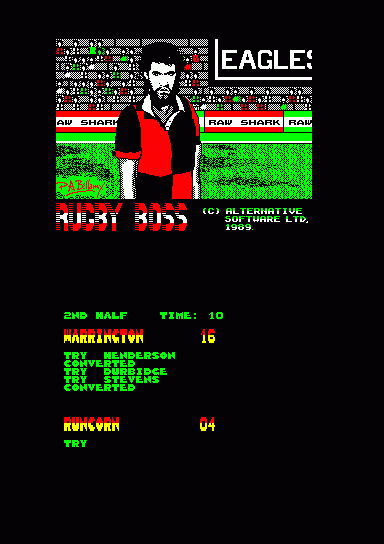 EAGLES
RAW SHARK RAW SHARK RAW
RUGBY BOSS
(C) ALTERNATIVE
SOFTWARE LTD,
1989.
2ND HALF TIME: 10
WARRINGTON 16
TRY HENDERSON
CONVERTED
TRY DURBIDGE
TRY STEVENS
CONVERTED
RUNCORN 04
TRY